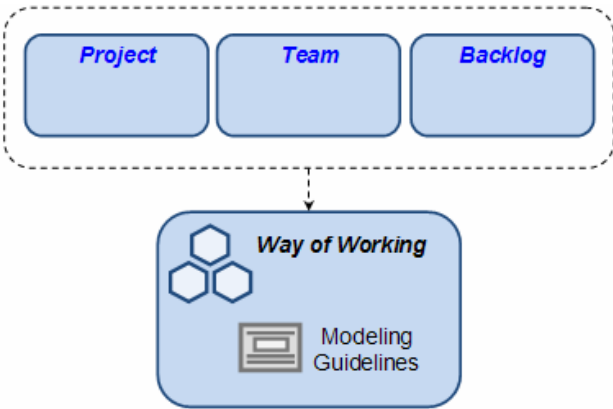 Project
Team
Backlog
Way of Working
Modeling
Guidelines